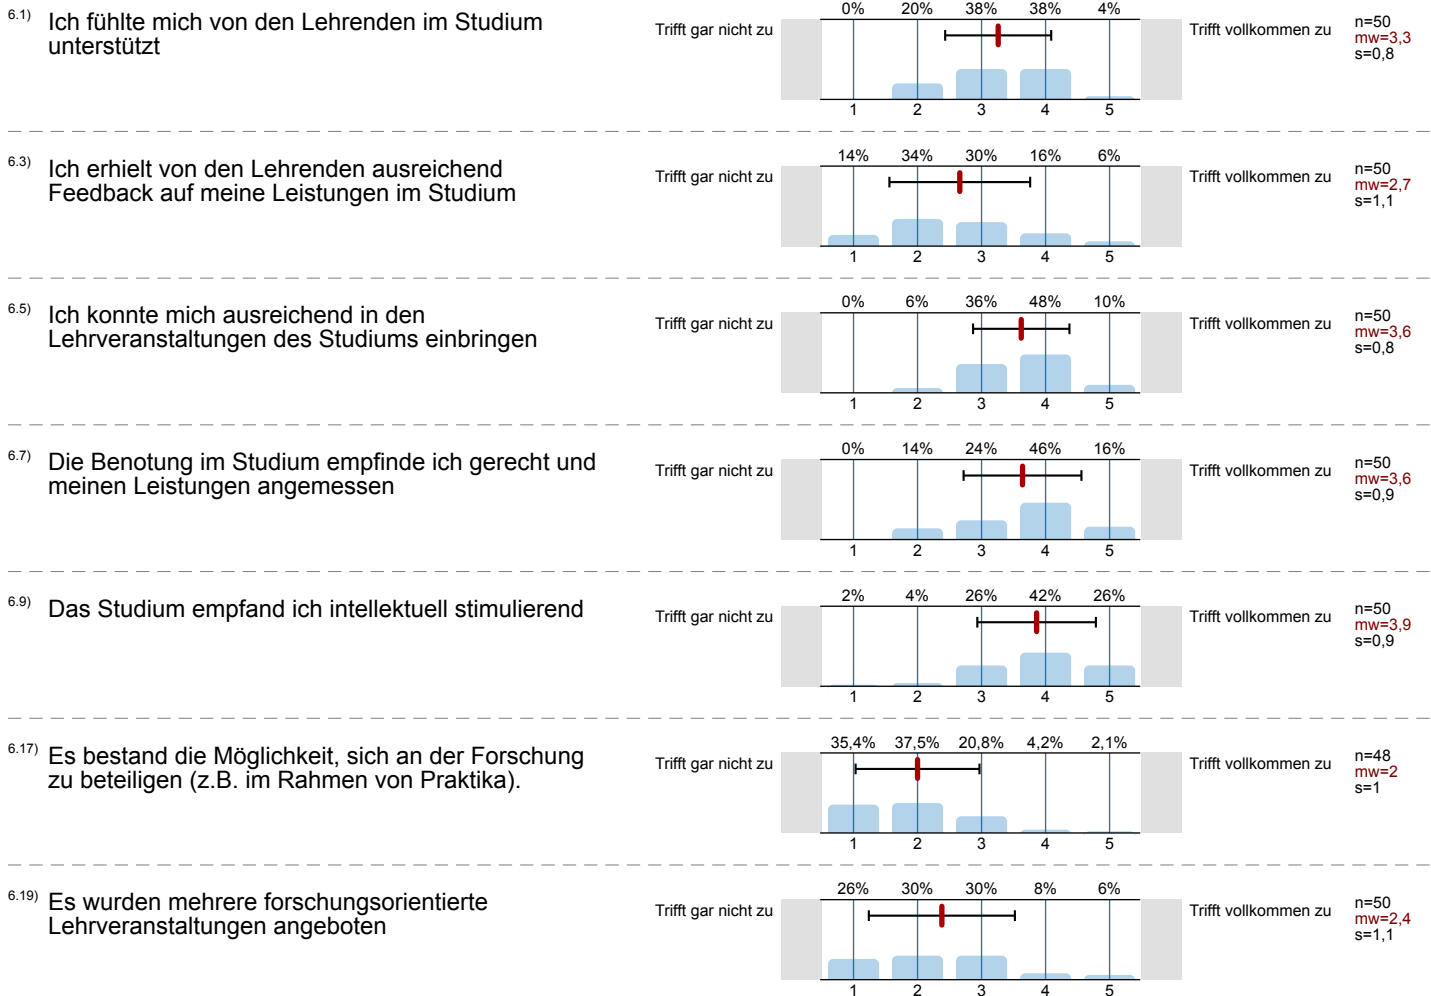 6.1) Ich fühlte mich von den Lehrenden im Studium
unterstützt
Trifft gar nicht zu
0% 20% 38% 38% 4%
1 2 3 4 5
Trifft vollkommen zu
n=50
mw=3,3
s=0,8
6.3) Ich erhielt von den Lehrenden ausreichend
Feedback auf meine Leistungen im Studium
Trifft gar nicht zu
14% 34% 30% 16% 6%
1 2 3 4 5
Trifft vollkommen zu
n=50
mw=2,7
s=1,1
6.5) Ich konnte mich ausreichend in den
Lehrveranstaltungen des Studiums einbringen
Trifft gar nicht zu
0% 6% 36% 48% 10%
1 2 3 4 5
Trifft vollkommen zu
n=50
mw=3,6
s=0,8
6.7) Die Benotung im Studium empfinde ich gerecht und
meinen Leistungen angemessen
Trifft gar nicht zu
0% 14% 24% 46% 16%
1 2 3 4 5
Trifft vollkommen zu
n=50
mw=3,6
s=0,9
6.9) Das Studium empfand ich intellektuell stimulierend
Trifft gar nicht zu
2% 4% 26% 42% 26%
1 2 3 4 5
Trifft vollkommen zu
n=50
mw=3,9
s=0,9
6.17) Es bestand die Möglichkeit, sich an der Forschung
zu beteiligen (z.B. im Rahmen von Praktika).
Trifft gar nicht zu
35,4% 37,5% 20,8% 4,2% 2,1%
1 2 3 4 5
Trifft vollkommen zu
n=48
mw=2
s=1
6.19) Es wurden mehrere forschungsorientierte
Lehrveranstaltungen angeboten
Trifft gar nicht zu
26% 30% 30% 8% 6%
1 2 3 4 5
Trifft vollkommen zu
n=50
mw=2,4
s=1,1